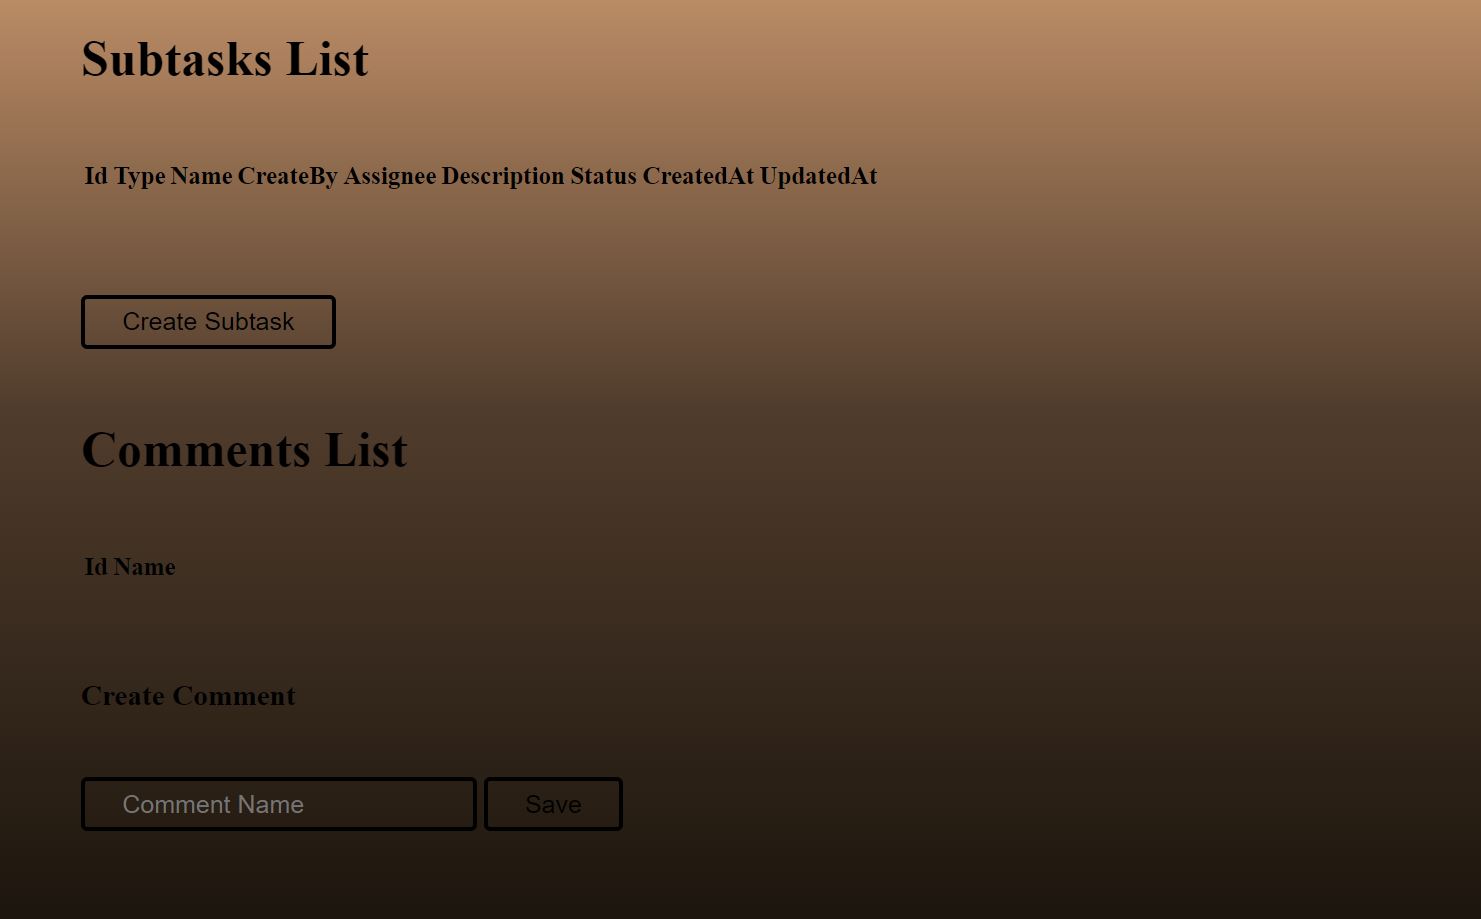 Subtasks List
Id Type Name CreateBy Assignee Description Status CreatedAt UpdatedAt
Create Subtask
Comments List
Id Name
Create Comment
Comment Name Save